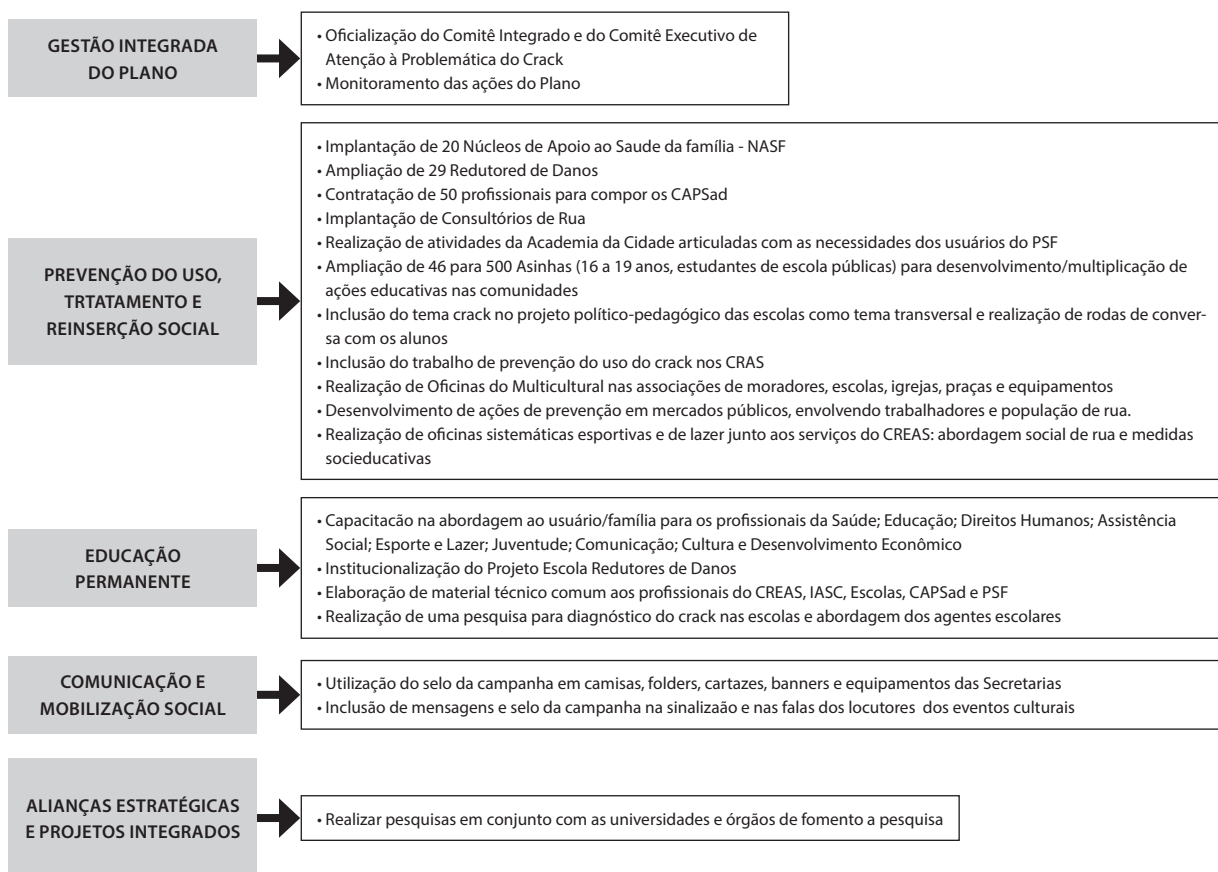 GESTÃO INTEGRADA
DO PLANO
• Oficialização do Comitê Integrado e do Comitê Executivo de
Atenção à Problemática do Crack
• Monitoramento das ações do Plano
PREVENÇÃO DO USO,
TRTATAMENTO E
REINSERÇÃO SOCIAL
• Implantação de 20 Núcleos de Apoio ao Saude da família - NASF
• Ampliação de 29 Redutored de Danos
• Contratação de 50 profissionais para compor os CAPSad
• Implantação de Consultórios de Rua
• Realização de atividades da Academia da Cidade articuladas com as necessidades dos usuários do PSF
• Ampliação de 46 para 500 Asinhas (16 a 19 anos, estudantes de escola públicas) para desenvolvimento/multiplicação de
ações educativas nas comunidades
• Inclusão do tema crack no projeto político-pedagógico das escolas como tema transversal e realização de rodas de conver-
sa com os alunos
• Inclusão do trabalho de prevenção do uso do crack nos CRAS
• Realização de Oficinas do Multicultural nas associações de moradores, escolas, igrejas, praças e equipamentos
• Desenvolvimento de ações de prevenção em mercados públicos, envolvendo trabalhadores e população de rua.
• Realização de oficinas sistemáticas esportivas e de lazer junto aos serviços do CREAS: abordagem social de rua e medidas
socieducativas
EDUCAÇÃO
PERMANENTE
• Capacitacão na abordagem ao usuário/família para os profissionais da Saúde; Educação; Direitos Humanos; Assistência
Social; Esporte e Lazer; Juventude; Comunicação; Cultura e Desenvolvimento Econômico
• Institucionalização do Projeto Escola Redutores de Danos
• Elaboração de material técnico comum aos profissionais do CREAS, IASC, Escolas, CAPSad e PSF
• Realização de uma pesquisa para diagnóstico do crack nas escolas e abordagem dos agentes escolares
COMUNICAÇÃO E
MOBILIZAÇÃO SOCIAL
• Utilização do selo da campanha em camisas, folders, cartazes, banners e equipamentos das Secretarias
• Inclusão de mensagens e selo da campanha na sinalizaão e nas falas dos locutores dos eventos culturais
ALIANÇAS ESTRATÉGICAS
E PROJETOS INTEGRADOS
• Realizar pesquisas em conjunto com as universidades e órgãos de fomento a pesquisa